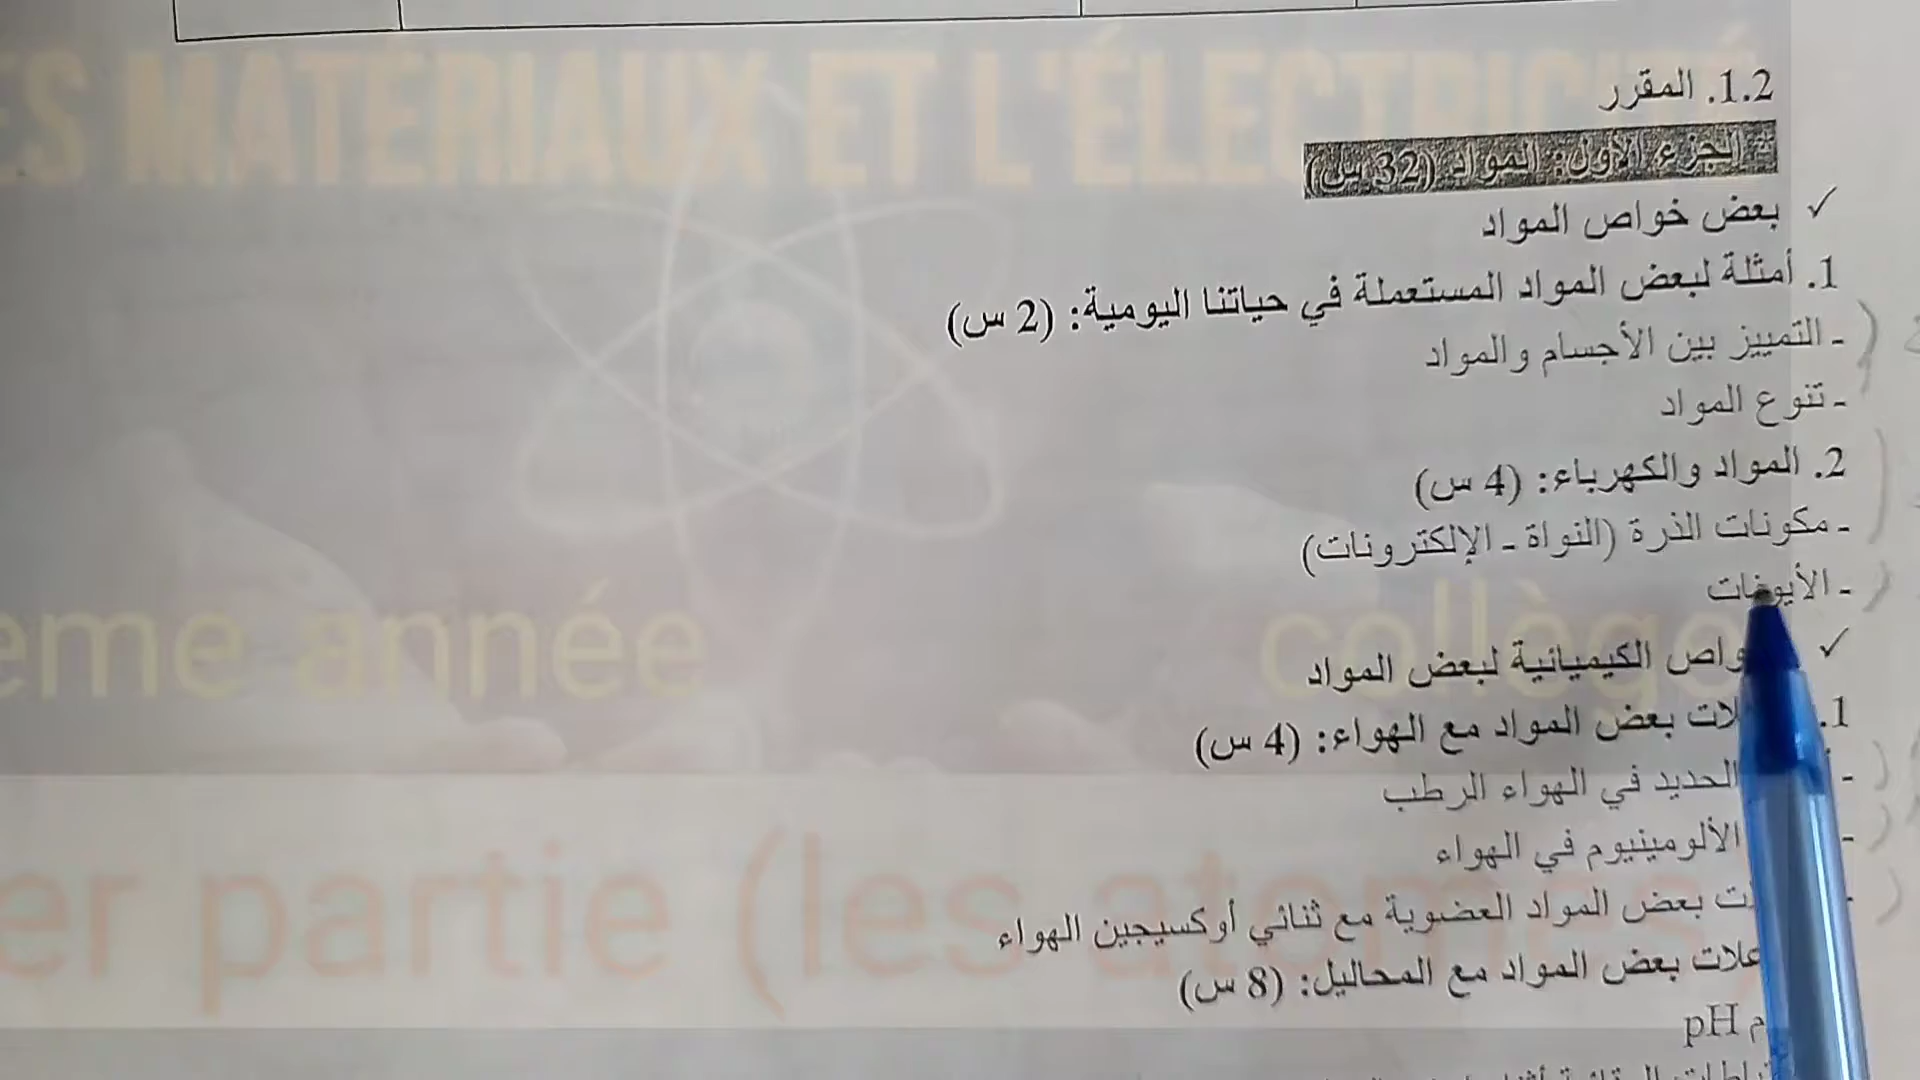 ES MATÉRIAUX ET L'ÉLECTRICITÉ
1.2. المقرر
* الجزء الأول: المواد (32 س)
✓ بعض خواص المواد
1. أمثلة لبعض المواد المستعملة في حياتنا اليومية: (2 س)
- التمييز بين الأجسام والمواد
- تنوع المواد
2. المواد والكهرباء: (4 س)
- مكونات الذرة (النواة - الإلكترونات)
- الأيونات
eme année collège
✓ واص الكيميائية لبعض المواد
1. لات بعض المواد مع الهواء: (4 س)
- الحديد في الهواء الرطب
- الألومينيوم في الهواء
er partie (les atomes)
- ت بعض المواد العضوية مع ثنائي أوكسيجين الهواء
علات بعض المواد مع المحاليل: (8 س)
م pH